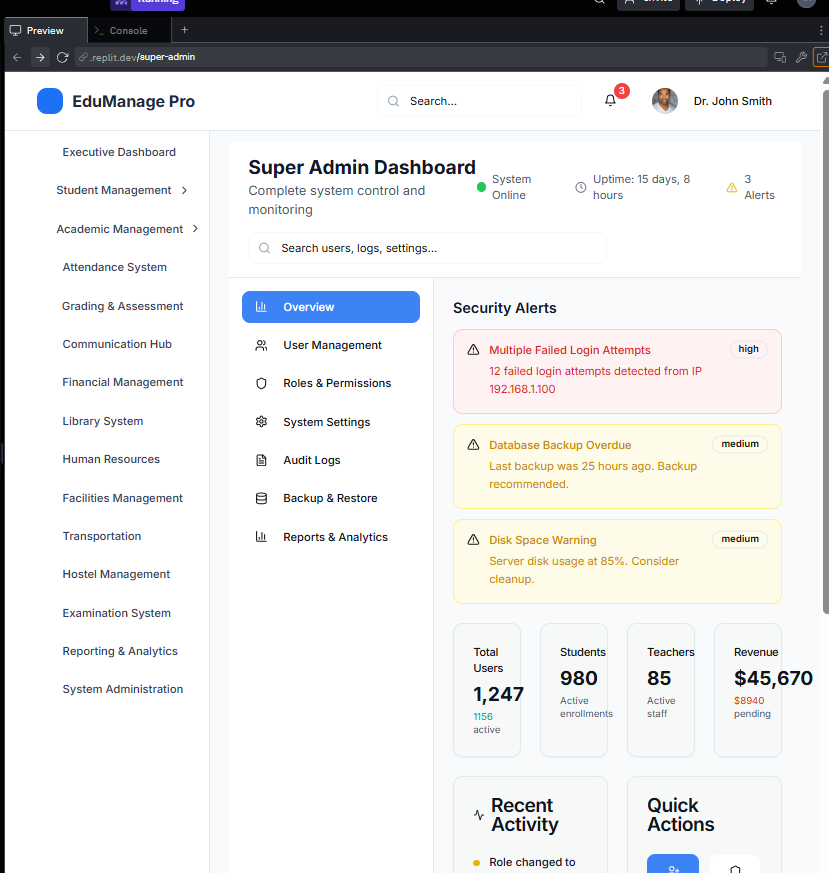 Running
Invite
Deploy
Preview
Console
.replit.dev/super-admin
EduManage Pro
Search...
3
Dr. John Smith
Executive Dashboard
Student Management
Academic Management
Attendance System
Grading & Assessment
Communication Hub
Financial Management
Library System
Human Resources
Facilities Management
Transportation
Hostel Management
Examination System
Reporting & Analytics
System Administration
Super Admin Dashboard
Complete system control and
monitoring
System
Online
Uptime: 15 days, 8
hours
3
Alerts
Search users, logs, settings...
Overview
User Management
Roles & Permissions
System Settings
Audit Logs
Backup & Restore
Reports & Analytics
Security Alerts
Multiple Failed Login Attempts
high
12 failed login attempts detected from IP
192.168.1.100
Database Backup Overdue
medium
Last backup was 25 hours ago. Backup
recommended.
Disk Space Warning
medium
Server disk usage at 85%. Consider
cleanup.
Total
Users
1,247
1156
active
Students
980
Active
enrollments
Teachers
85
Active
staff
Revenue
$45,670
$8940
pending
Recent
Activity
Role changed to
Quick
Actions